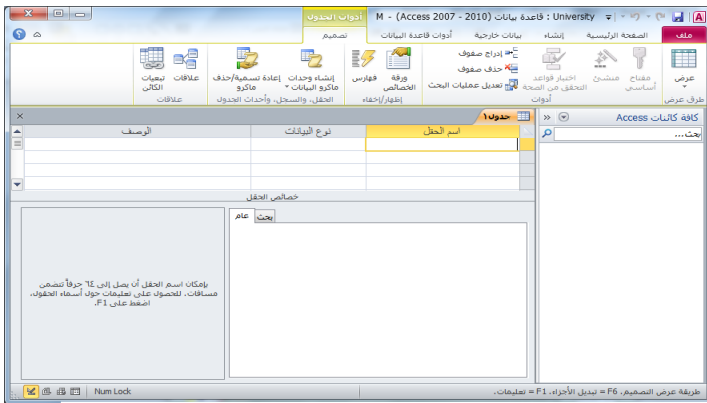 University : قاعدة بيانات (Access 2007 - 2010) - M
أدوات الجدول
ملف
الصفحة الرئيسية
إنشاء
بيانات خارجية
أدوات قاعدة البيانات
تصميم
عرض
طرق عرض
مفتاح أساسي
منشئ
اختبار قواعد التحقق من الصحة
إدراج صفوف
حذف صفوف
تعديل عمليات البحث
أدوات
ورقة الخصائص
فهارس
إظهار/إخفاء
إنشاء وحدات ماكرو البيانات
إعادة تسمية/حذف ماكرو
الحقل، والسجل، وأحداث الجدول
علاقات
تبعيات الكائن
علاقات
كافة كائنات Access
بحث...
جدول١
اسم الحقل
نوع البيانات
الوصف
خصائص الحقل
عام
بحث
بإمكان اسم الحقل أن يصل إلى ٦٤ حرفاً تتضمن
مسافات. للحصول على تعليمات حول أسماء الحقول،
اضغط على F1.
طريقة عرض التصميم. F6 = تبديل الأجزاء. F1 = تعليمات.
Num Lock